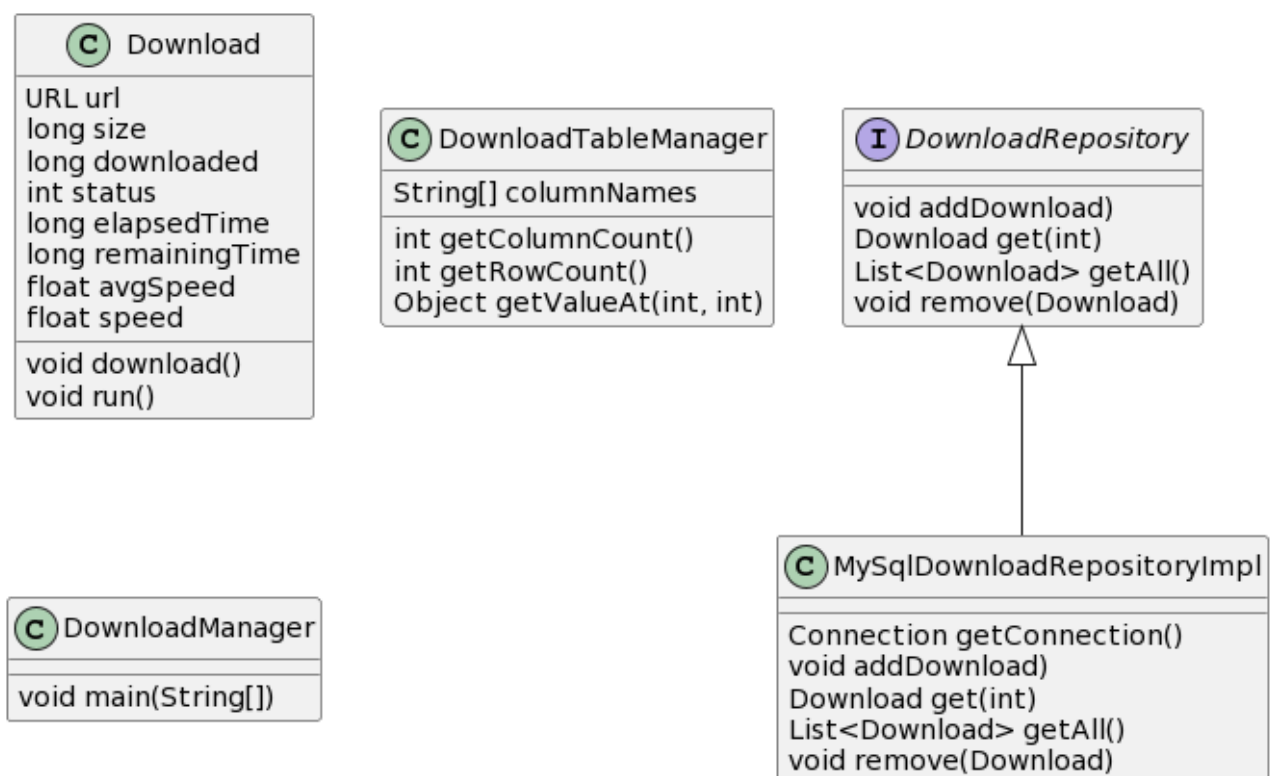 C Download
URL url
long size
long downloaded
int status
long elapsedTime
long remainingTime
float avgSpeed
float speed
void download()
void run()
C DownloadTableManager
String[] columnNames
int getColumnCount()
int getRowCount()
Object getValueAt(int, int)
I DownloadRepository
void addDownload)
Download get(int)
List<Download> getAll()
void remove(Download)
C DownloadManager
void main(String[])
C MySqlDownloadRepositoryImpl
Connection getConnection()
void addDownload)
Download get(int)
List<Download> getAll()
void remove(Download)